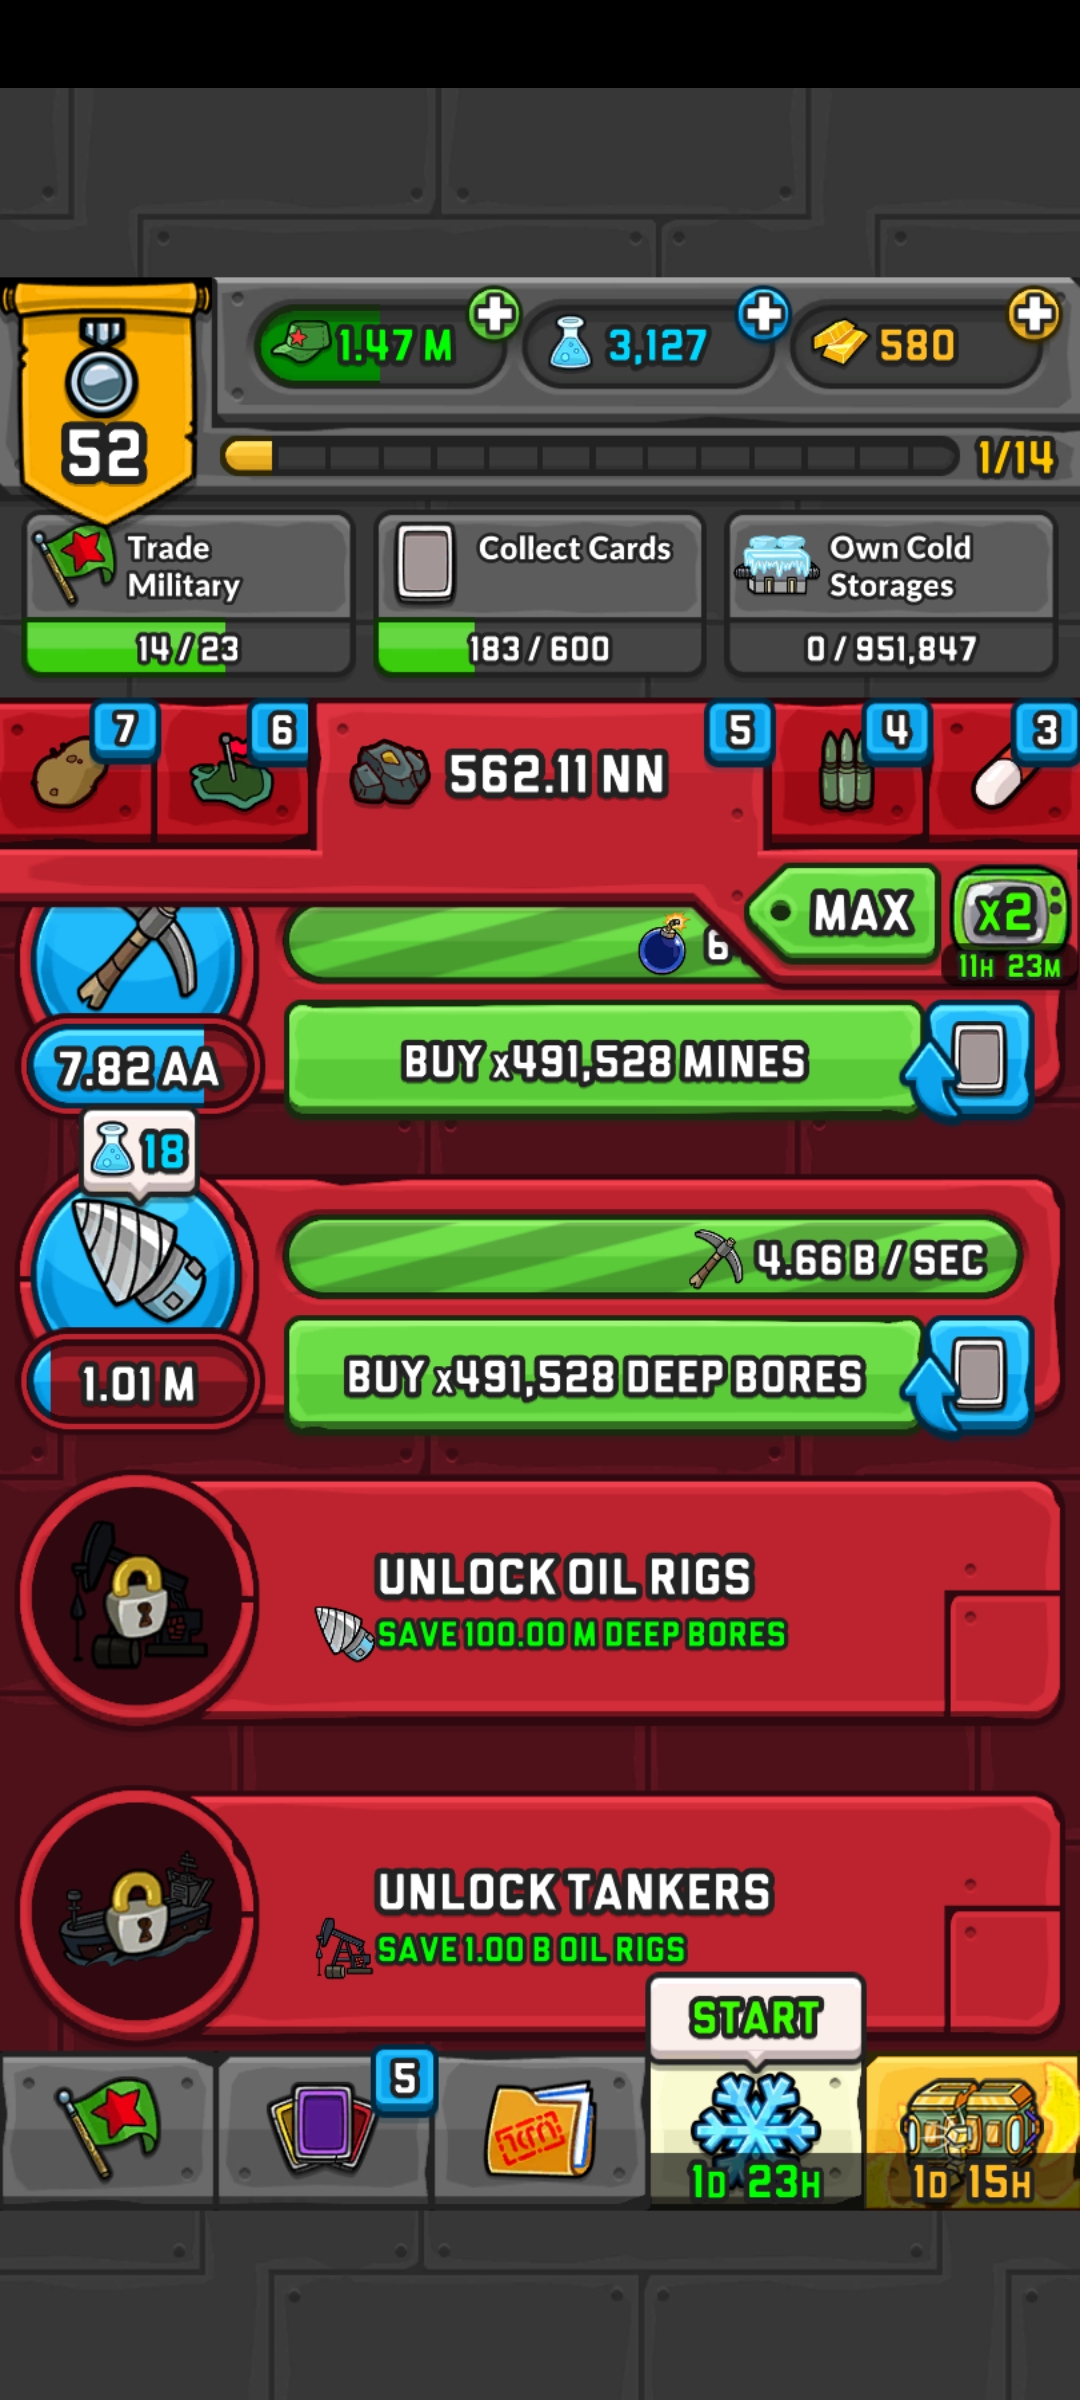 1.47 M
3,127
580
52
1/14
Trade
Military
14 / 23
Collect Cards
183 / 600
Own Cold
Storages
0 / 951,847
7
6
562.11 NN
5
4
3
MAX
x2
11H 23M
7.82 AA
BUY x491,528 MINES
18
4.66 B / SEC
1.01 M
BUY x491,528 DEEP BORES
UNLOCK OIL RIGS
SAVE 100.00 M DEEP BORES
UNLOCK TANKERS
SAVE 1.00 B OIL RIGS
START
5
1D 23H
1D 15H